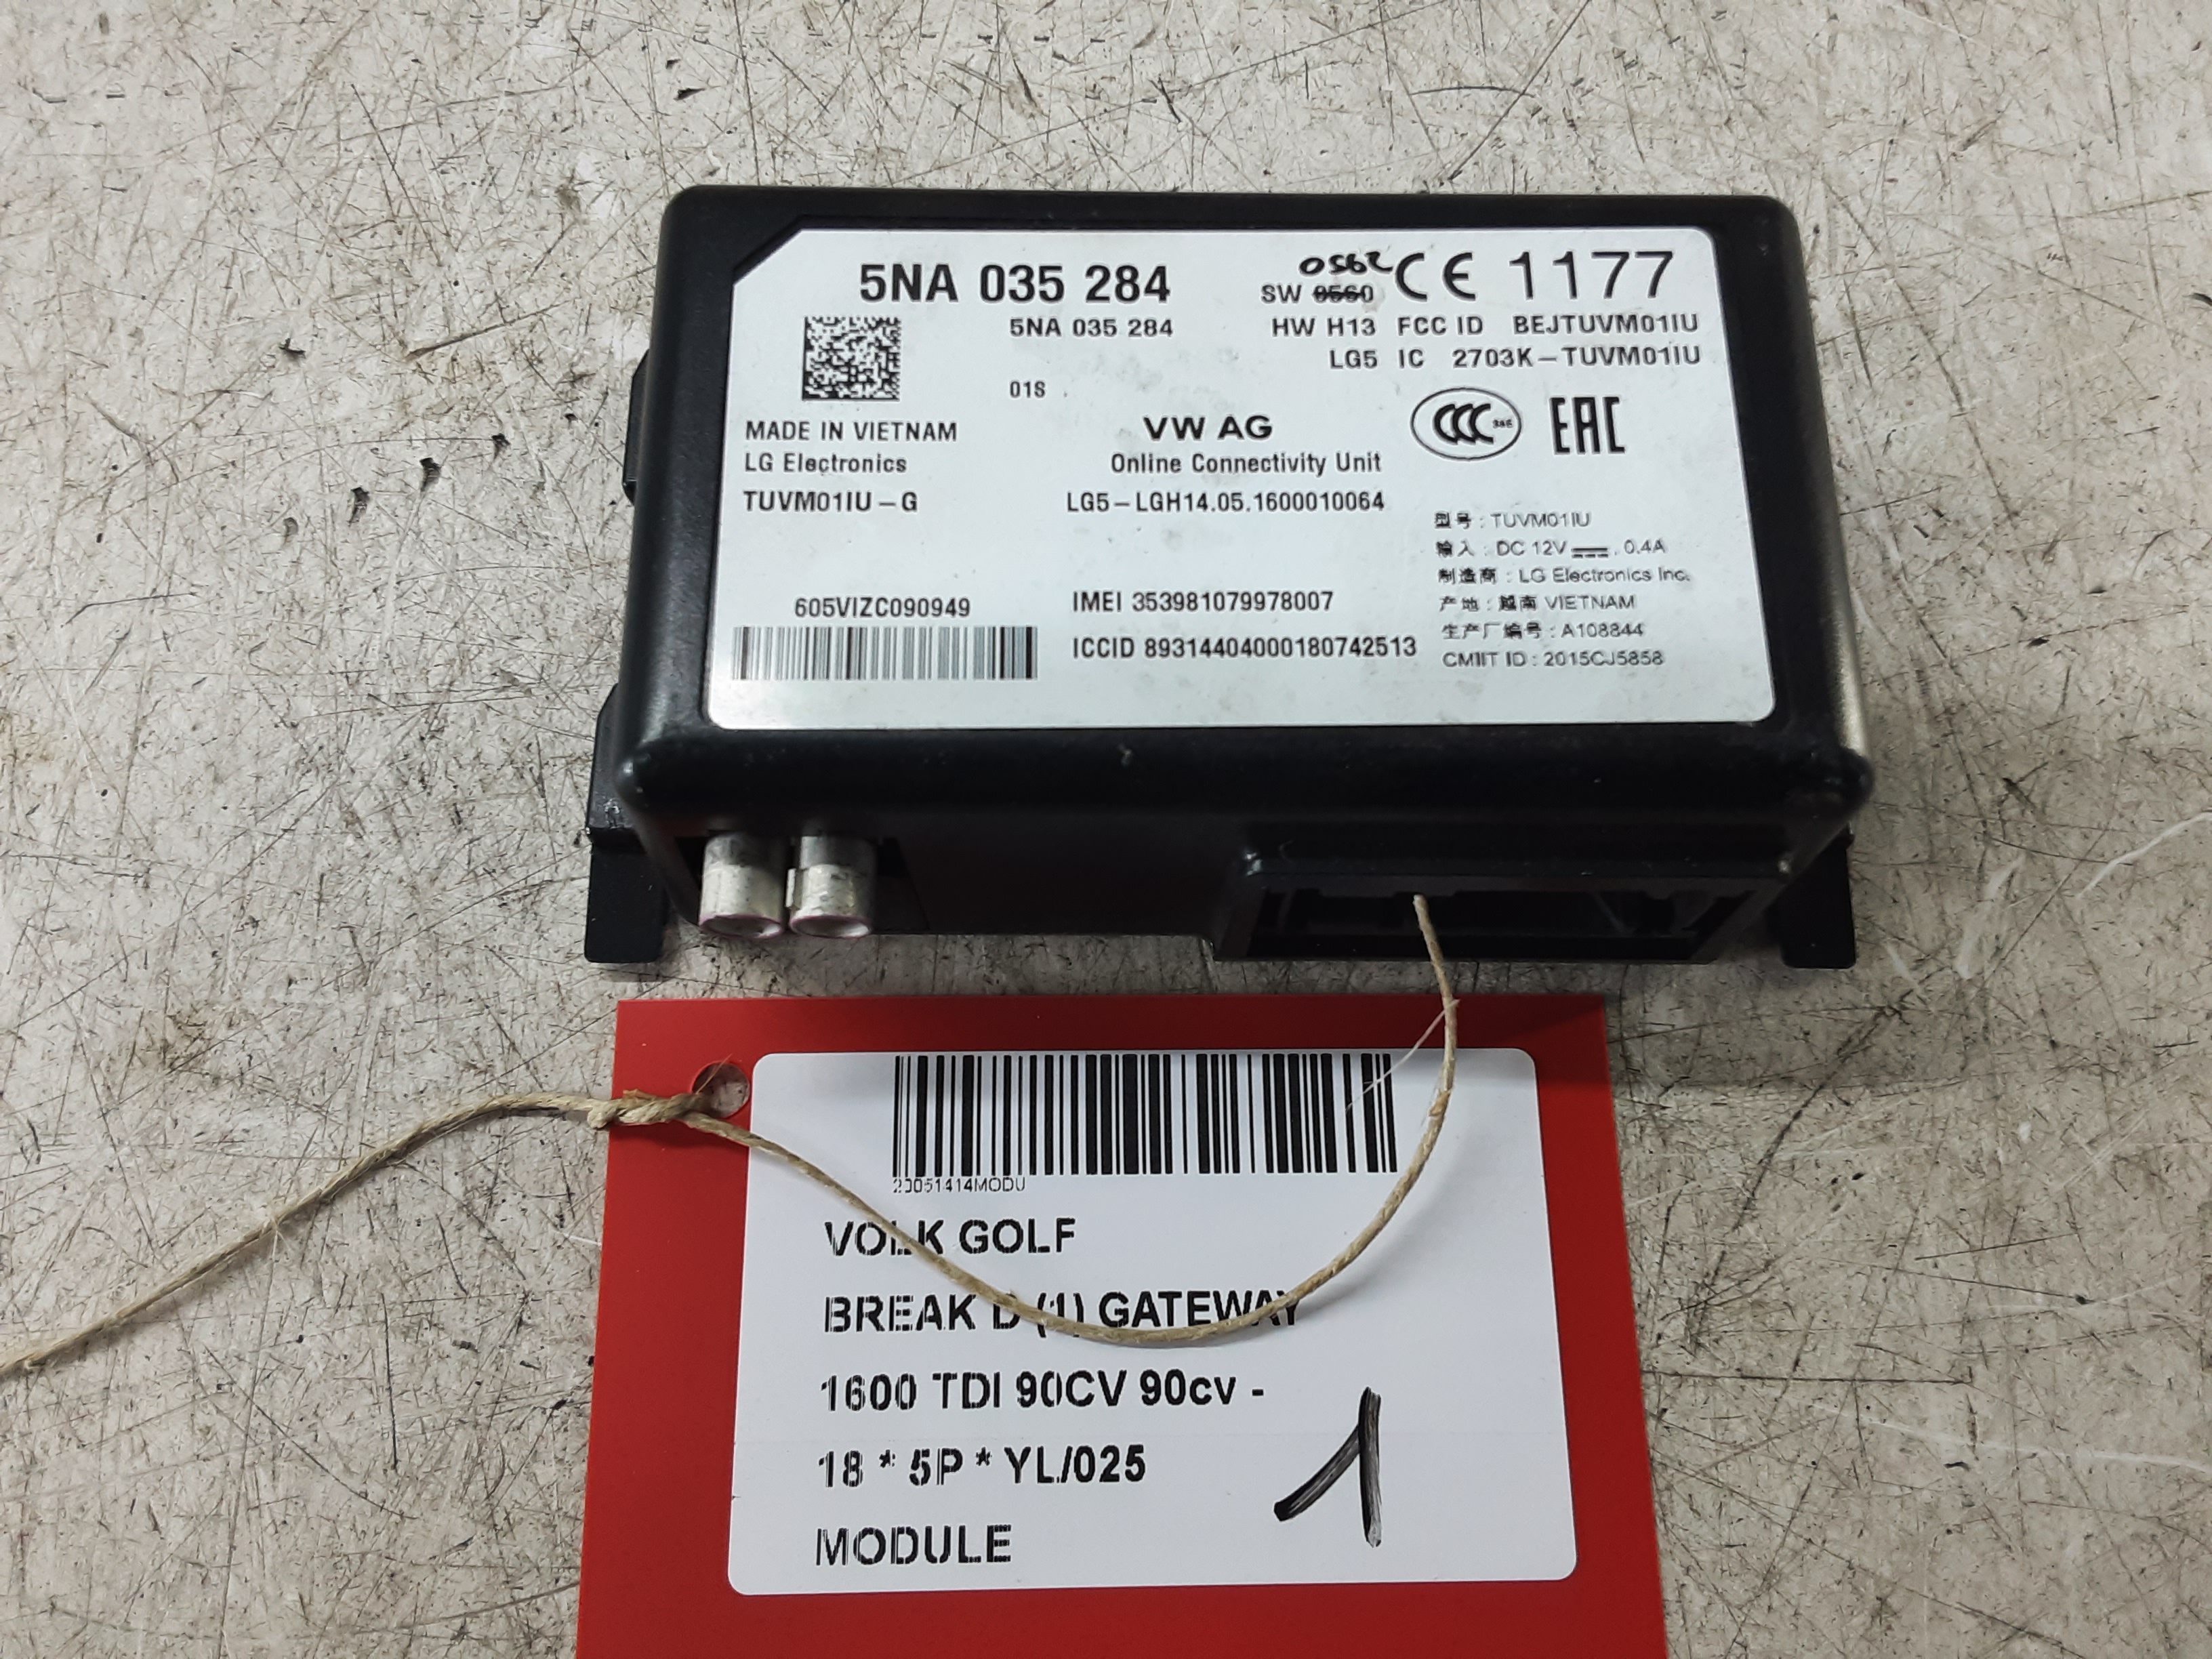 5NA 035 284
0562
SW 0560
CE 1177
5NA 035 284
HW H13 FCC ID BEJTUVM01IU
LG5 IC 2703K-TUVM01IU
01S
CCC
EAC
MADE IN VIETNAM
VW AG
LG Electronics
Online Connectivity Unit
TUVM01IU-G
LG5-LGH14.05.1600010064
型号 : TUVM01IU
输入 : DC 12V ⎓ , 0.4A
制造商 : LG Electronics Inc.
产地 : 越南 VIETNAM
生产厂编号 : A108844
CMIIT ID : 2015CJ5858
605VIZC090949
IMEI 353981079978007
ICCID 89314404000180742513
20051414MODU
VOLK GOLF
BREAK D (1) GATEWAY
1600 TDI 90CV 90cv -
18 * 5P * YL/025
MODULE
1